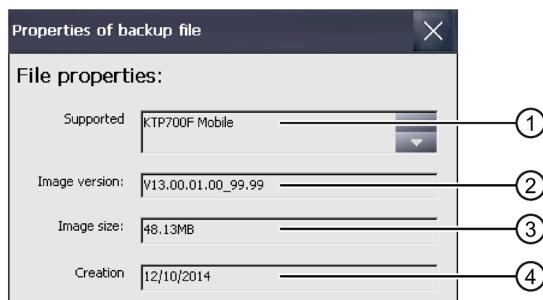 Properties of backup file
File properties:
Supported KTP700F Mobile 1
Image version: V13.00.01.00_99.99 2
Image size: 48.13MB 3
Creation 12/10/2014 4